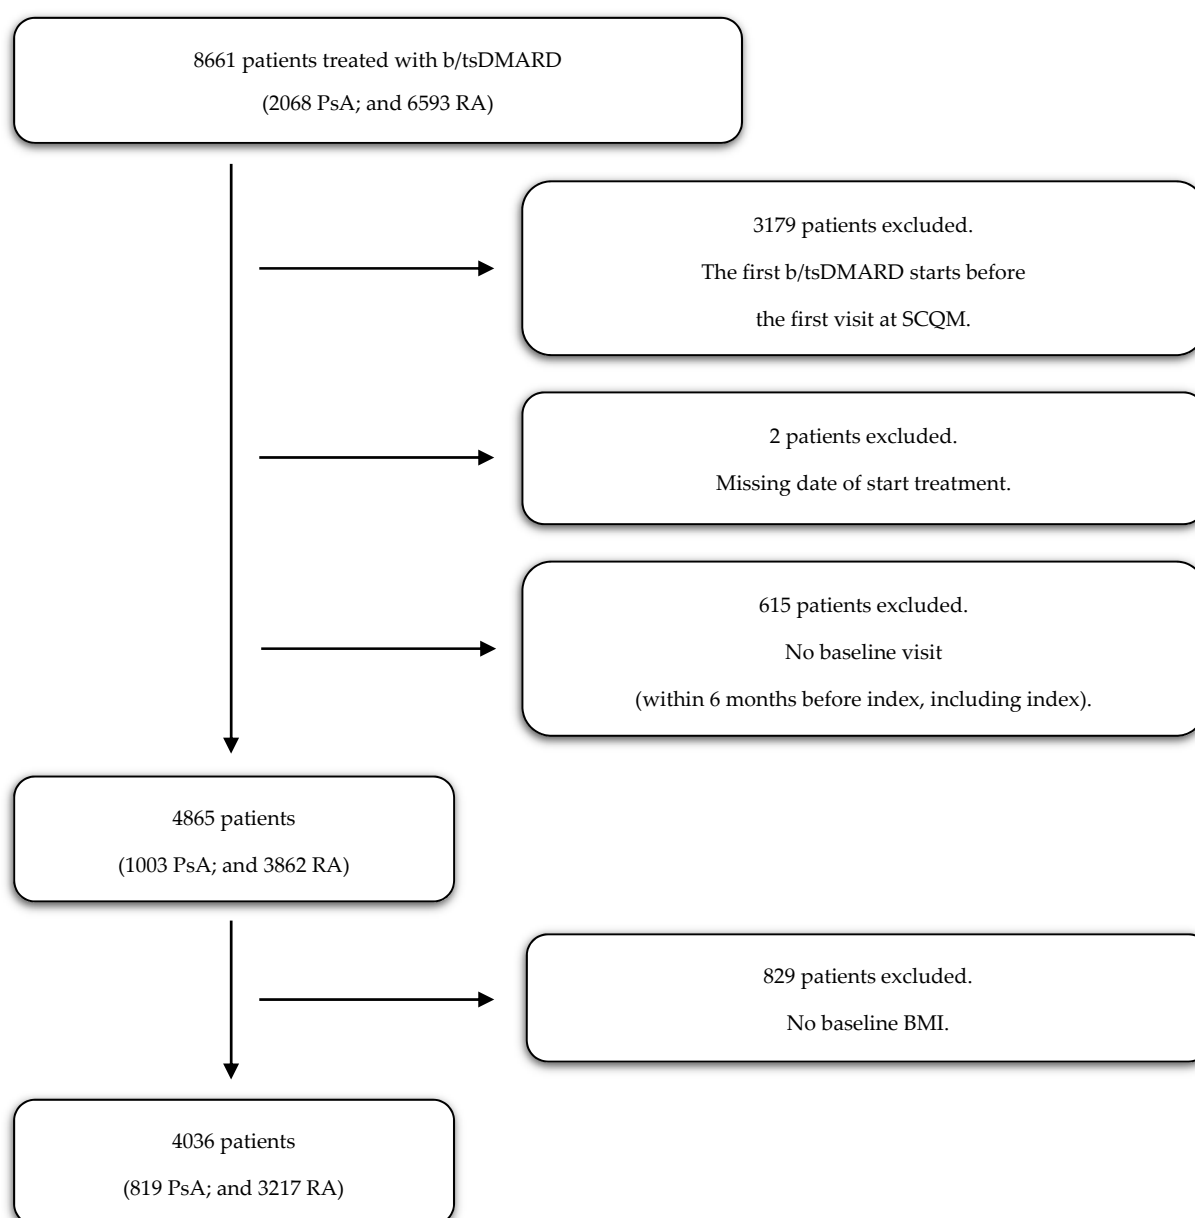 8661 patients treated with b/tsDMARD
(2068 PsA; and 6593 RA)
3179 patients excluded.
The first b/tsDMARD starts before
the first visit at SCQM.
2 patients excluded.
Missing date of start treatment.
615 patients excluded.
No baseline visit
(within 6 months before index, including index).
4865 patients
(1003 PsA; and 3862 RA)
829 patients excluded.
No baseline BMI.
4036 patients
(819 PsA; and 3217 RA)